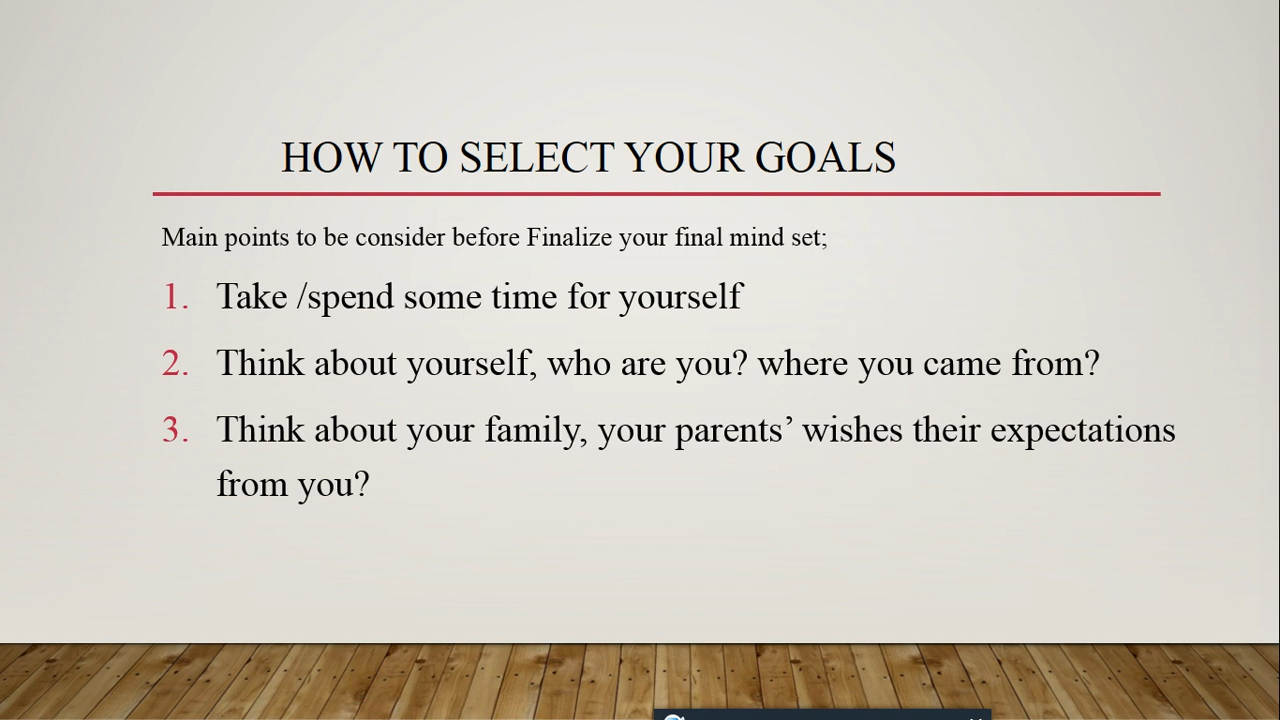 HOW TO SELECT YOUR GOALS
Main points to be consider before Finalize your final mind set;
1. Take /spend some time for yourself
2. Think about yourself, who are you? where you came from?
3. Think about your family, your parents’ wishes their expectations
from you?